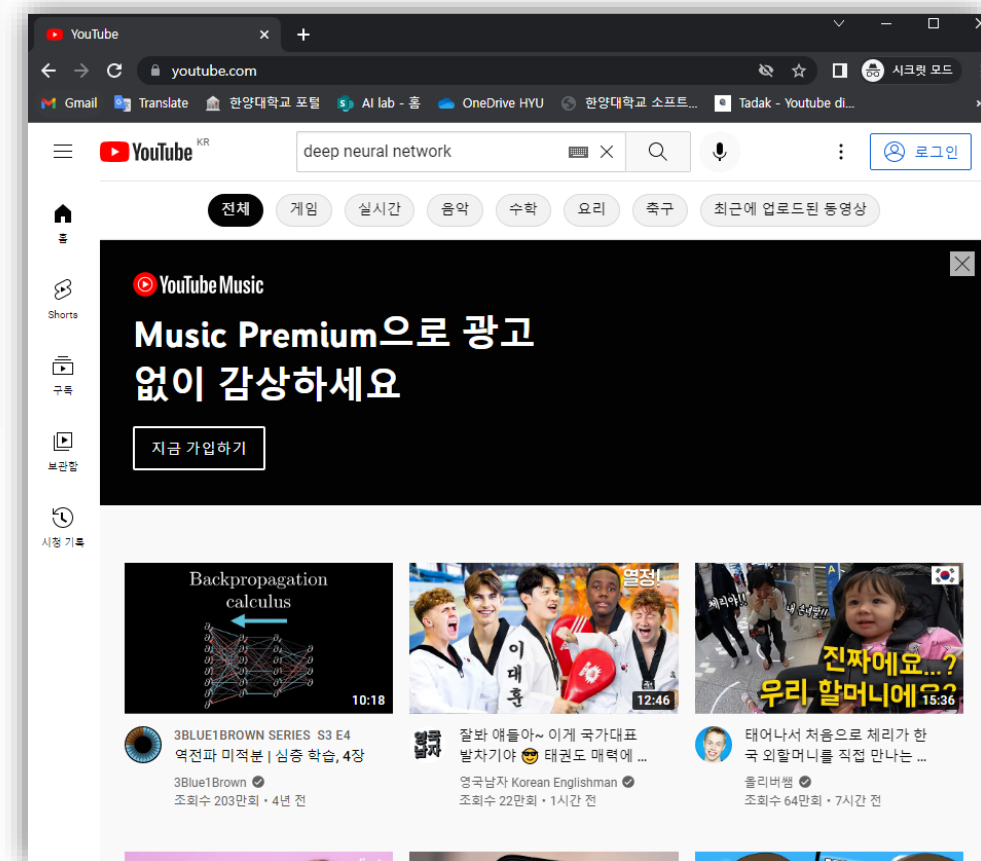 YouTube
youtube.com
시크릿 모드
Gmail
Translate
한양대학교 포털
AI lab - 홈
OneDrive HYU
한양대학교 소프트...
Tadak - Youtube di...
YouTube KR
deep neural network
로그인
전체
게임
실시간
음악
수학
요리
축구
최근에 업로드된 동영상
홈
Shorts
구독
보관함
시청 기록
YouTube Music
Music Premium으로 광고
없이 감상하세요
지금 가입하기
Backpropagation
calculus
10:18
3BLUE1BROWN SERIES S3 E4
역전파 미적분 | 심층 학습, 4장
3Blue1Brown
조회수 203만회 • 4년 전
열정!
이대훈
12:46
영국남자
잘봐 얘들아~ 이게 국가대표
발차기야 😎 태권도 매력에 ...
영국남자 Korean Englishman
조회수 22만회 • 1시간 전
체리야!!
내 손녀딸!!
진짜에요...?
우리 할머니에요?
15:36
태어나서 처음으로 체리가 한
국 외할머니를 직접 만나는 ...
올리버쌤
조회수 64만회 • 7시간 전